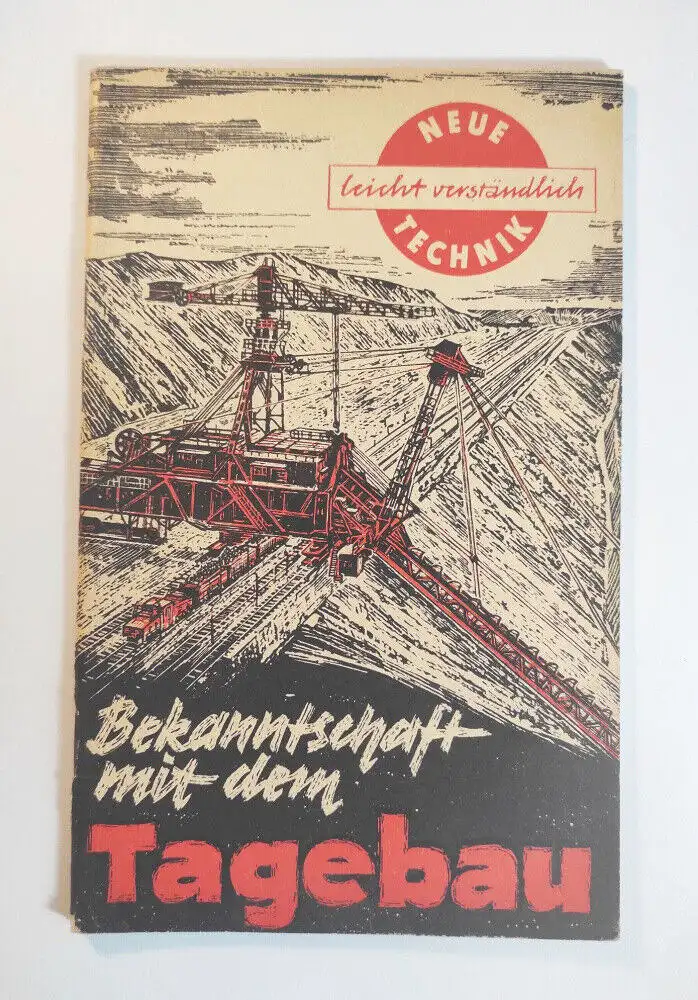 NEUE
leicht verständlich
TECHNIK
Bekanntschaft
mit dem
Tagebau